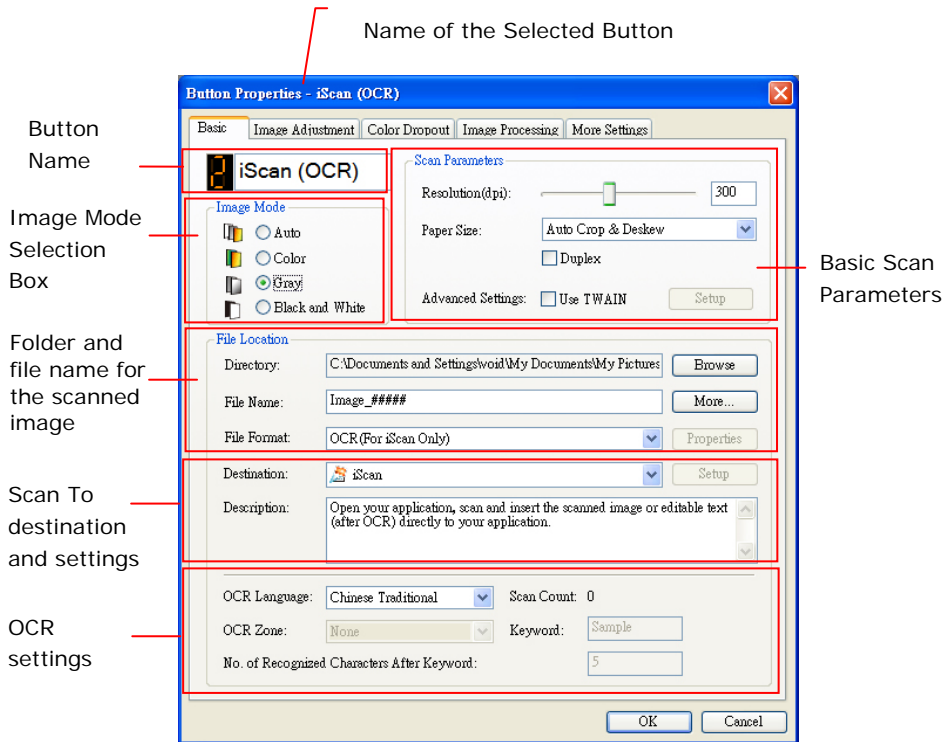 Name of the Selected Button
Button Properties - iScan (OCR)
Basic Image Adjustment Color Dropout Image Processing More Settings
Button
Name
2 iScan (OCR)
Image Mode
Selection
Box
Image Mode
Auto
Color
Gray
Black and White
Scan Parameters
Resolution(dpi): 300
Paper Size: Auto Crop & Deskew
Duplex
Advanced Settings: Use TWAIN Setup
Basic Scan
Parameters
Folder and
file name for
the scanned
image
File Location
Directory: C:\Documents and Settings\void\My Documents\My Pictures Browse
File Name: Image_##### More...
File Format: OCR(For iScan Only) Properties
Scan To
destination
and settings
Destination: iScan Setup
Description: Open your application, scan and insert the scanned image or editable text
(after OCR) directly to your application.
OCR
settings
OCR Language: Chinese Traditional Scan Count: 0
OCR Zone: None Keyword: Sample
No. of Recognized Characters After Keyword: 5
OK Cancel